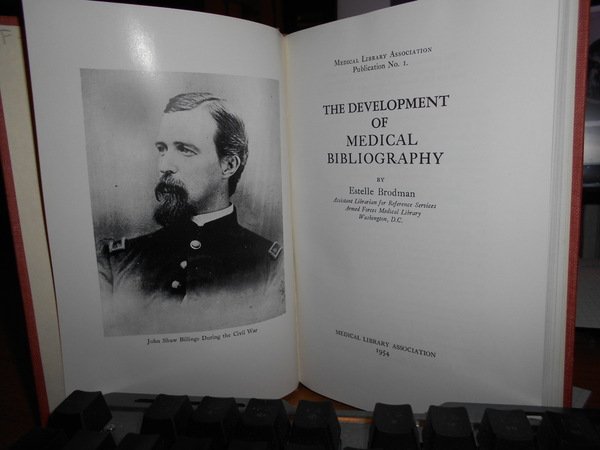 John Shaw Billings During the Civil War
Medical Library Association
Publication No. 1.
THE DEVELOPMENT
OF
MEDICAL
BIBLIOGRAPHY
BY
Estelle Brodman
Assistant Librarian for Reference Services
Armed Forces Medical Library
Washington, D.C.
MEDICAL LIBRARY ASSOCIATION
1954